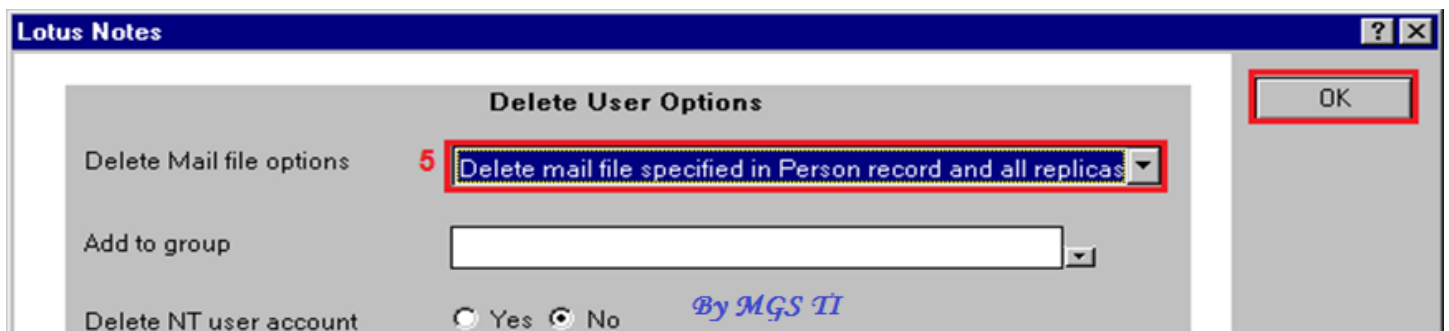 Lotus Notes
Delete User Options
OK
Delete Mail file options 5 Delete mail file specified in Person record and all replicas
Add to group
Delete NT user account Yes No
By MGS TI